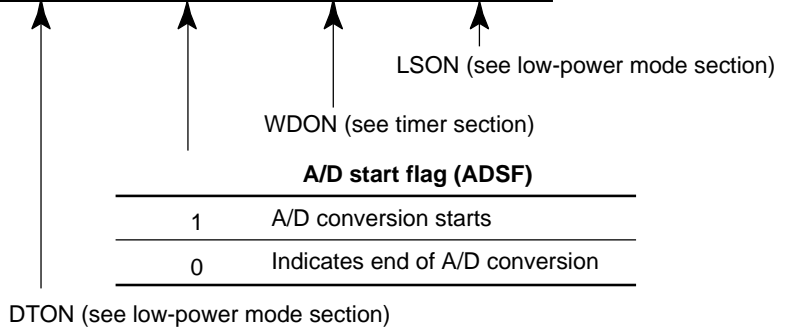 LSON (see low-power mode section)
WDON (see timer section)
A/D start flag (ADSF)
1 A/D conversion starts
0 Indicates end of A/D conversion
DTON (see low-power mode section)